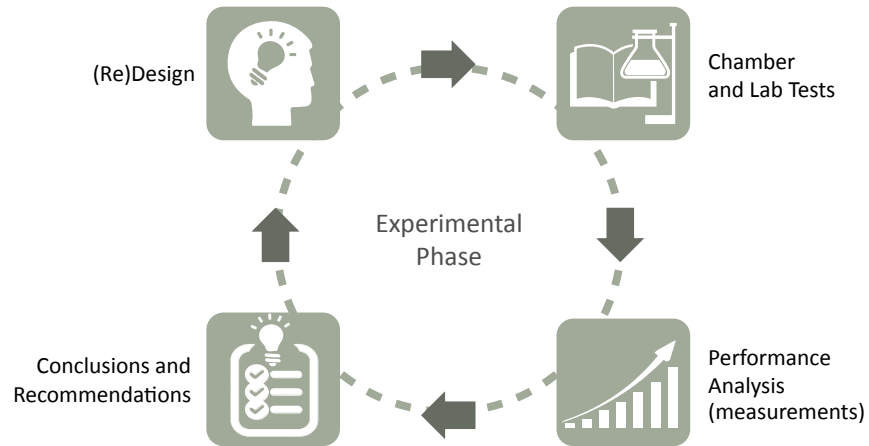 (Re)Design
Chamber
and Lab Tests
Experimental
Phase
Conclusions and
Recommendations
Performance
Analysis
(measurements)